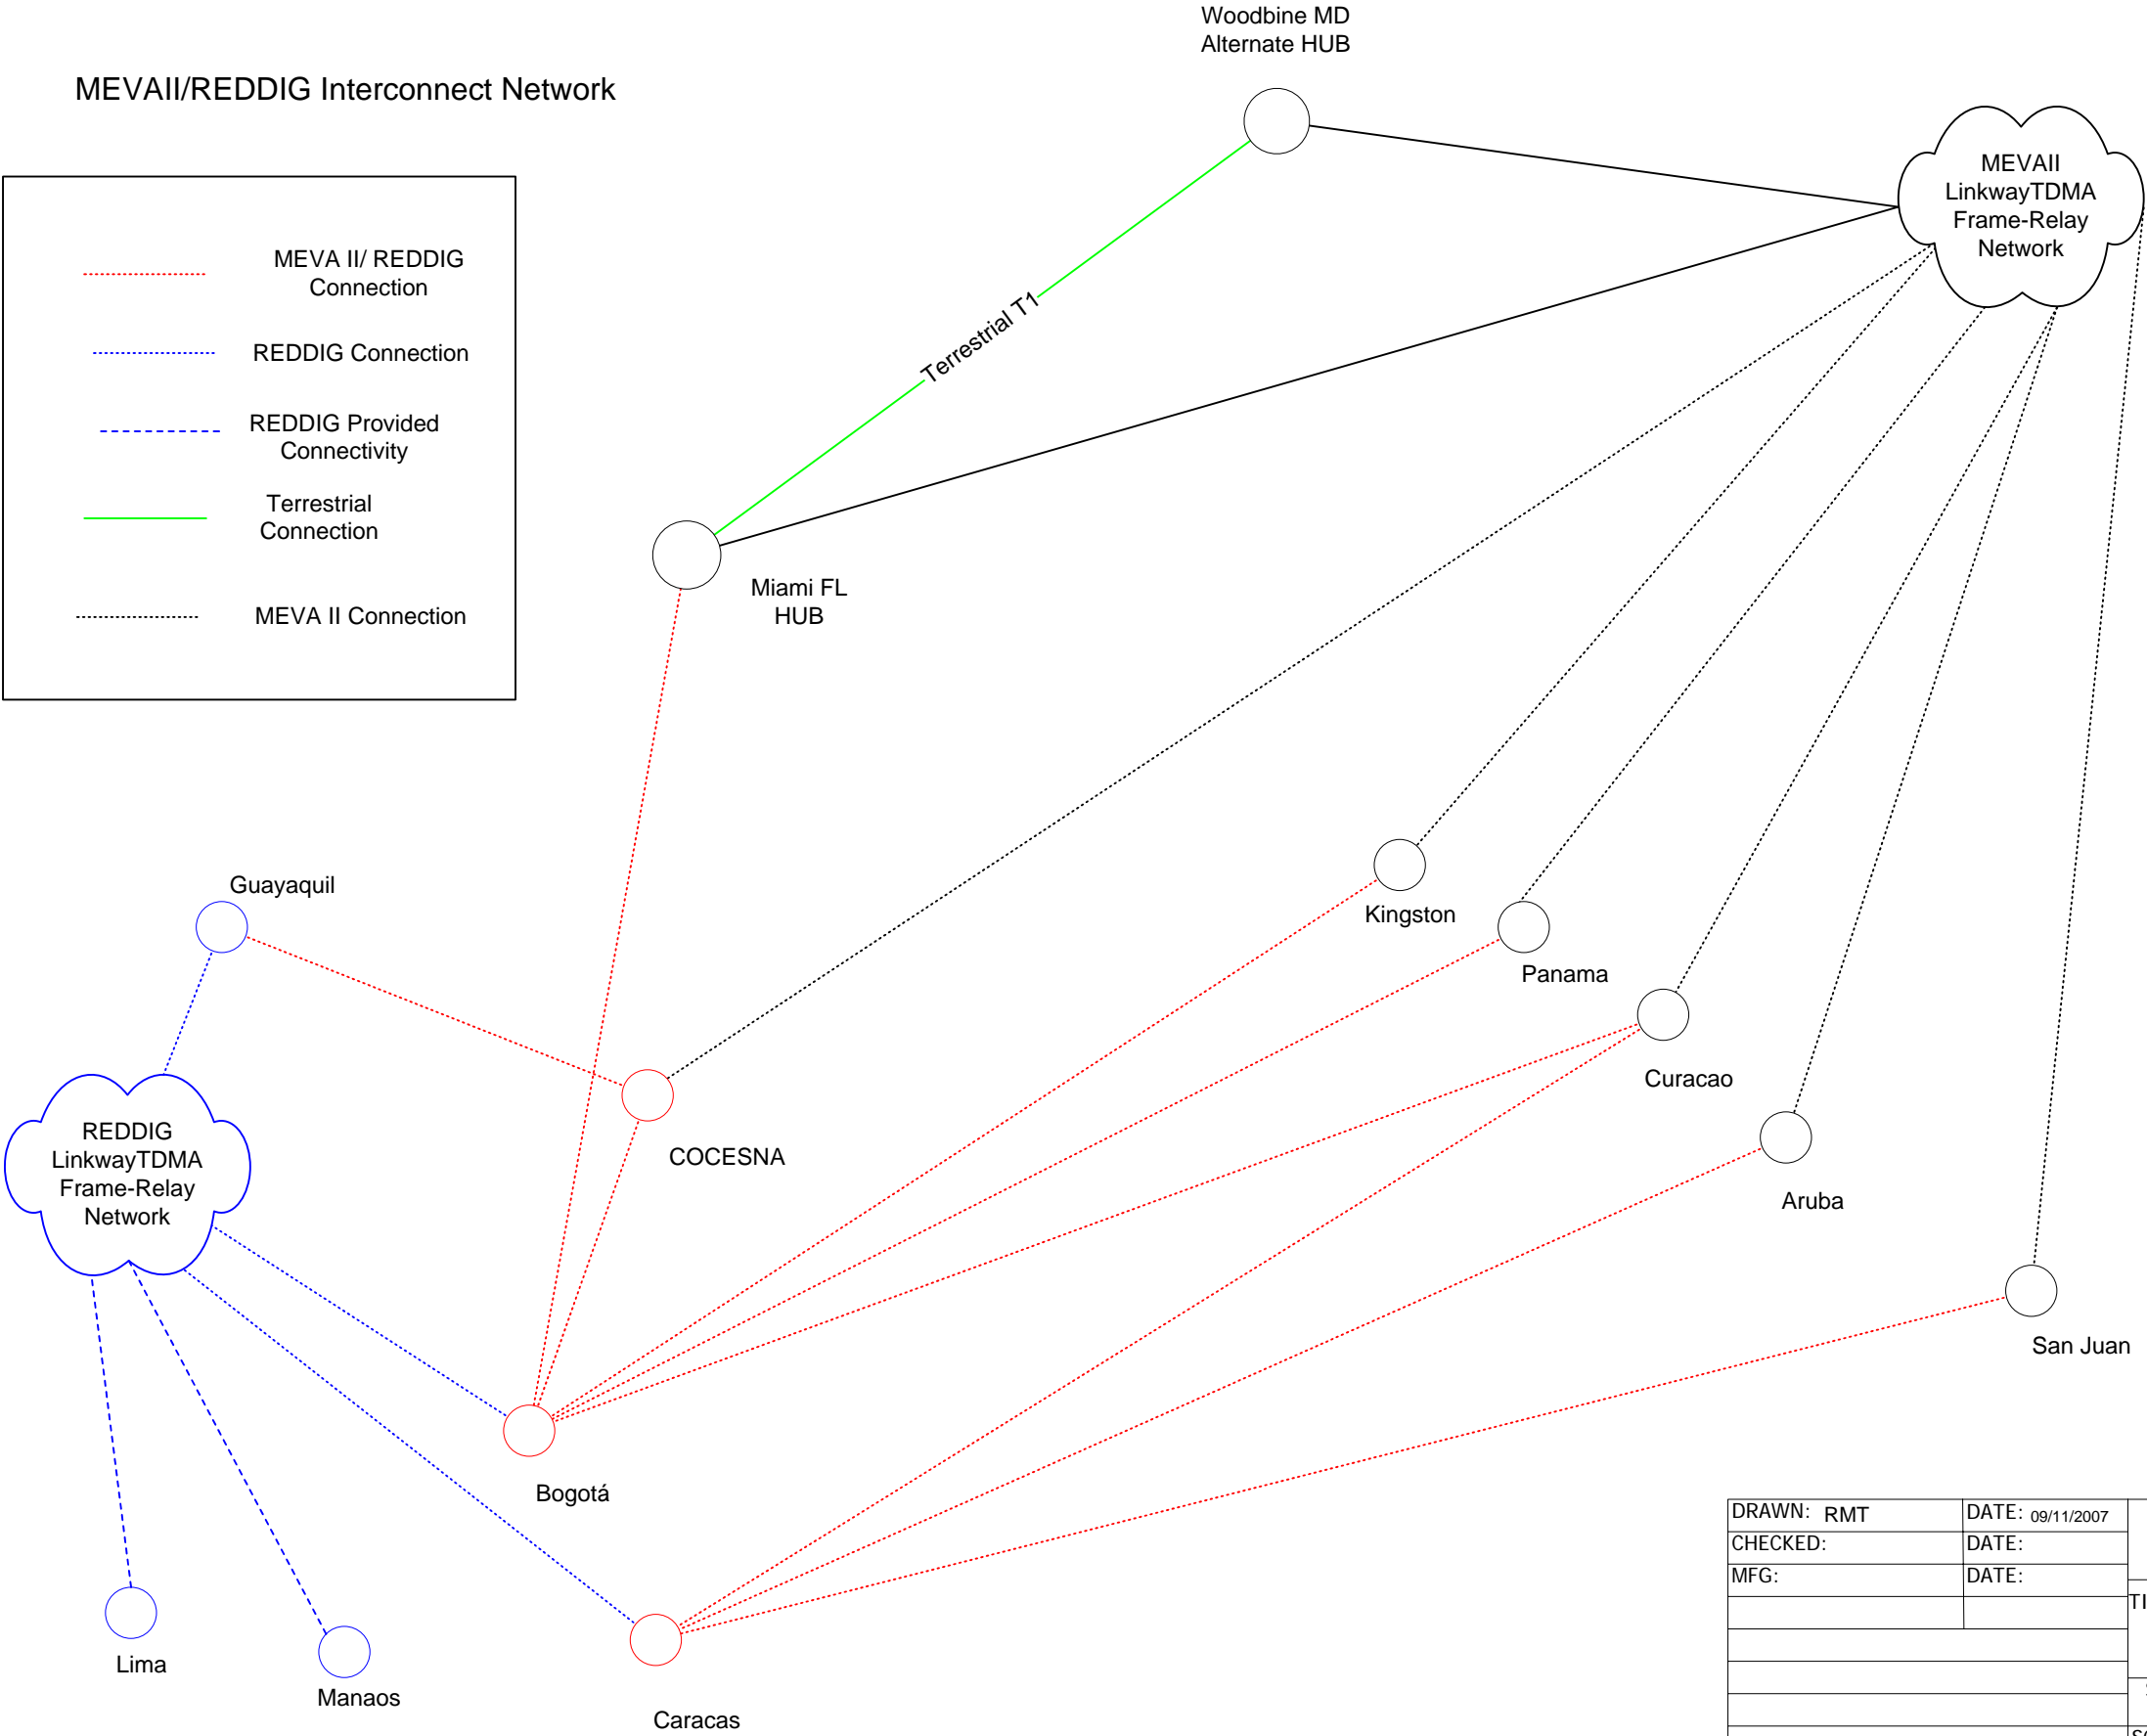 Woodbine MD
Alternate HUB
MEVAII/REDDIG Interconnect Network
MEVAII
LinkwayTDMA
Frame-Relay
Network
MEVA II/ REDDIG
Connection
REDDIG Connection
REDDIG Provided
Connectivity
Terrestrial
Connection
MEVA II Connection
Terrestrial T1
Miami FL
HUB
Guayaquil
Kingston
Panama
Curacao
COCESNA
REDDIG
LinkwayTDMA
Frame-Relay
Network
Aruba
San Juan
Bogotá
Lima
Manaos
Caracas
DRAWN: RMT DATE: 09/11/2007
CHECKED: DATE:
MFG: DATE: